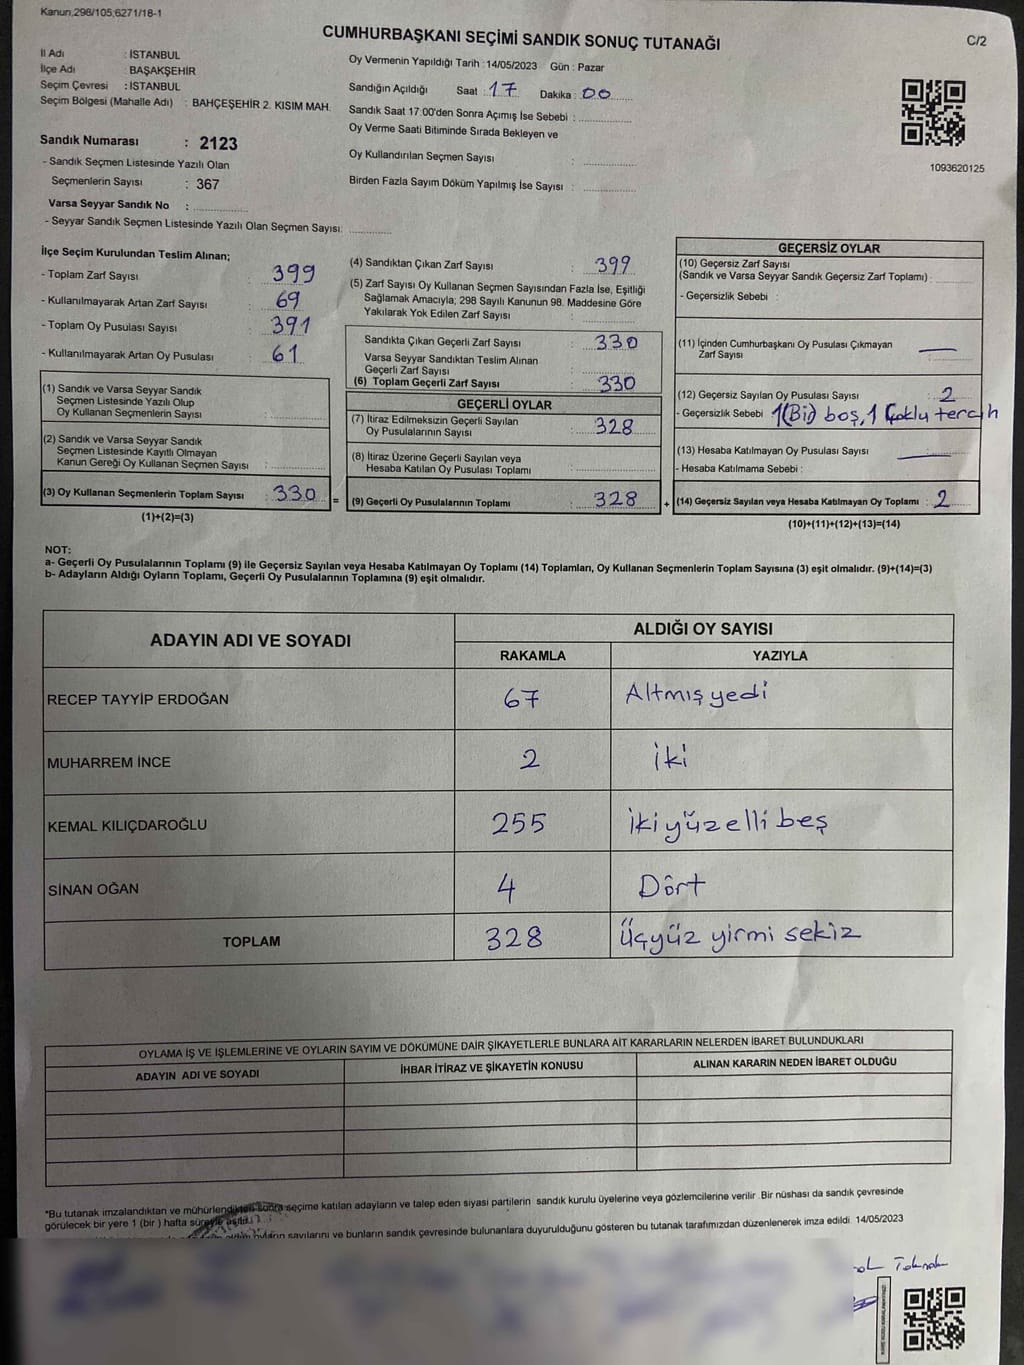 Kanun,298/105;6271/18-1
CUMHURBAŞKANI SEÇİMİ SANDIK SONUÇ TUTANAĞI
C/2
İl Adı : İSTANBUL
İlçe Adı : BAŞAKŞEHİR
Seçim Çevresi : İSTANBUL
Seçim Bölgesi (Mahalle Adı) : BAHÇEŞEHİR 2. KISIM MAH.
Sandık Numarası : 2123
- Sandık Seçmen Listesinde Yazılı Olan
Seçmenlerin Sayısı : 367
Varsa Seyyar Sandık No : ....................
- Seyyar Sandık Seçmen Listesinde Yazılı Olan Seçmen Sayısı: ..............
Oy Vermenin Yapıldığı Tarih :14/05/2023 Gün : Pazar
Sandığın Açıldığı Saat : 17 Dakika : 00
Sandık Saat 17:00'den Sonra Açımış İse Sebebi : ..................
Oy Verme Saati Bitiminde Sırada Bekleyen ve
Oy Kullandırılan Seçmen Sayısı : ..................
Birden Fazla Sayım Döküm Yapılmış İse Sayısı : ..................
1093620125
İlçe Seçim Kurulundan Teslim Alınan;
- Toplam Zarf Sayısı : 399
- Kullanılmayarak Artan Zarf Sayısı : 69
- Toplam Oy Pusulası Sayısı : 391
- Kullanılmayarak Artan Oy Pusulası : 61
(1) Sandık ve Varsa Seyyar Sandık
Seçmen Listesinde Yazılı Olup
Oy Kullanan Seçmenlerin Sayısı : ..................
(2) Sandık ve Varsa Seyyar Sandık
Seçmen Listesinde Kayıtlı Olmayan
Kanun Gereği Oy Kullanan Seçmen Sayısı : ..................
(3) Oy Kullanan Seçmenlerin Toplam Sayısı : 330 =
(1)+(2)=(3)
(4) Sandıktan Çıkan Zarf Sayısı : 399
(5) Zarf Sayısı Oy Kullanan Seçmen Sayısından Fazla İse, Eşitliği
Sağlamak Amacıyla; 298 Sayılı Kanunun 98. Maddesine Göre
Yakılarak Yok Edilen Zarf Sayısı : ..................
Sandıkta Çıkan Geçerli Zarf Sayısı : 330
Varsa Seyyar Sandıktan Teslim Alınan
Geçerli Zarf Sayısı : ..................
(6) Toplam Geçerli Zarf Sayısı : 330
GEÇERLİ OYLAR
(7) İtiraz Edilmeksizin Geçerli Sayılan
Oy Pusulalarının Sayısı : 328
(8) İtiraz Üzerine Geçerli Sayılan veya
Hesaba Katılan Oy Pusulası Toplamı : ..................
(9) Geçerli Oy Pusulalarının Toplamı : 328 +
GEÇERSİZ OYLAR
(10) Geçersiz Zarf Sayısı
(Sandık ve Varsa Seyyar Sandık Geçersiz Zarf Toplamı) : ..............
- Geçersizlik Sebebi :
(11) İçinden Cumhurbaşkanı Oy Pusulası Çıkmayan
Zarf Sayısı : —
(12) Geçersiz Sayılan Oy Pusulası Sayısı : 2
- Geçersizlik Sebebi 1(Bir) boş, 1 Çoklu tercih
(13) Hesaba Katılmayan Oy Pusulası Sayısı : —
- Hesaba Katılmama Sebebi :
(14) Geçersiz Sayılan veya Hesaba Katılmayan Oy Toplamı : 2
(10)+(11)+(12)+(13)=(14)
NOT:
a- Geçerli Oy Pusulalarının Toplamı (9) ile Geçersiz Sayılan veya Hesaba Katılmayan Oy Toplamı (14) Toplamları, Oy Kullanan Seçmenlerin Toplam Sayısına (3) eşit olmalıdır. (9)+(14)=(3)
b- Adayların Aldığı Oyların Toplamı, Geçerli Oy Pusulalarının Toplamına (9) eşit olmalıdır.
ADAYIN ADI VE SOYADI
ALDIĞI OY SAYISI
RAKAMLA YAZIYLA
RECEP TAYYİP ERDOĞAN 67 Altmış yedi
MUHARREM İNCE 2 İki
KEMAL KILIÇDAROĞLU 255 İkiyüzelli beş
SİNAN OĞAN 4 Dört
TOPLAM 328 Üçyüz yirmi sekiz
OYLAMA İŞ VE İŞLEMLERİNE VE OYLARIN SAYIM VE DÖKÜMÜNE DAİR ŞİKAYETLERLE BUNLARA AİT KARARLARIN NELERDEN İBARET BULUNDUKLARI
ADAYIN ADI VE SOYADI İHBAR İTİRAZ VE ŞİKAYETİN KONUSU ALINAN KARARIN NEDEN İBARET OLDUĞU
*Bu tutanak imzalandıktan ve mühürlendikten sonra seçime katılan adayların ve talep eden siyasi partilerin sandık kurulu üyelerine veya gözlemcilerine verilir .Bir nüshası da sandık çevresinde
görülecek bir yere 1 (bir ) hafta süreyle asılır.
oyların sayılarını ve bunların sandık çevresinde bulunanlara duyurulduğunu gösteren bu tutanak tarafımızdan düzenlenerek imza edildi. 14/05/2023